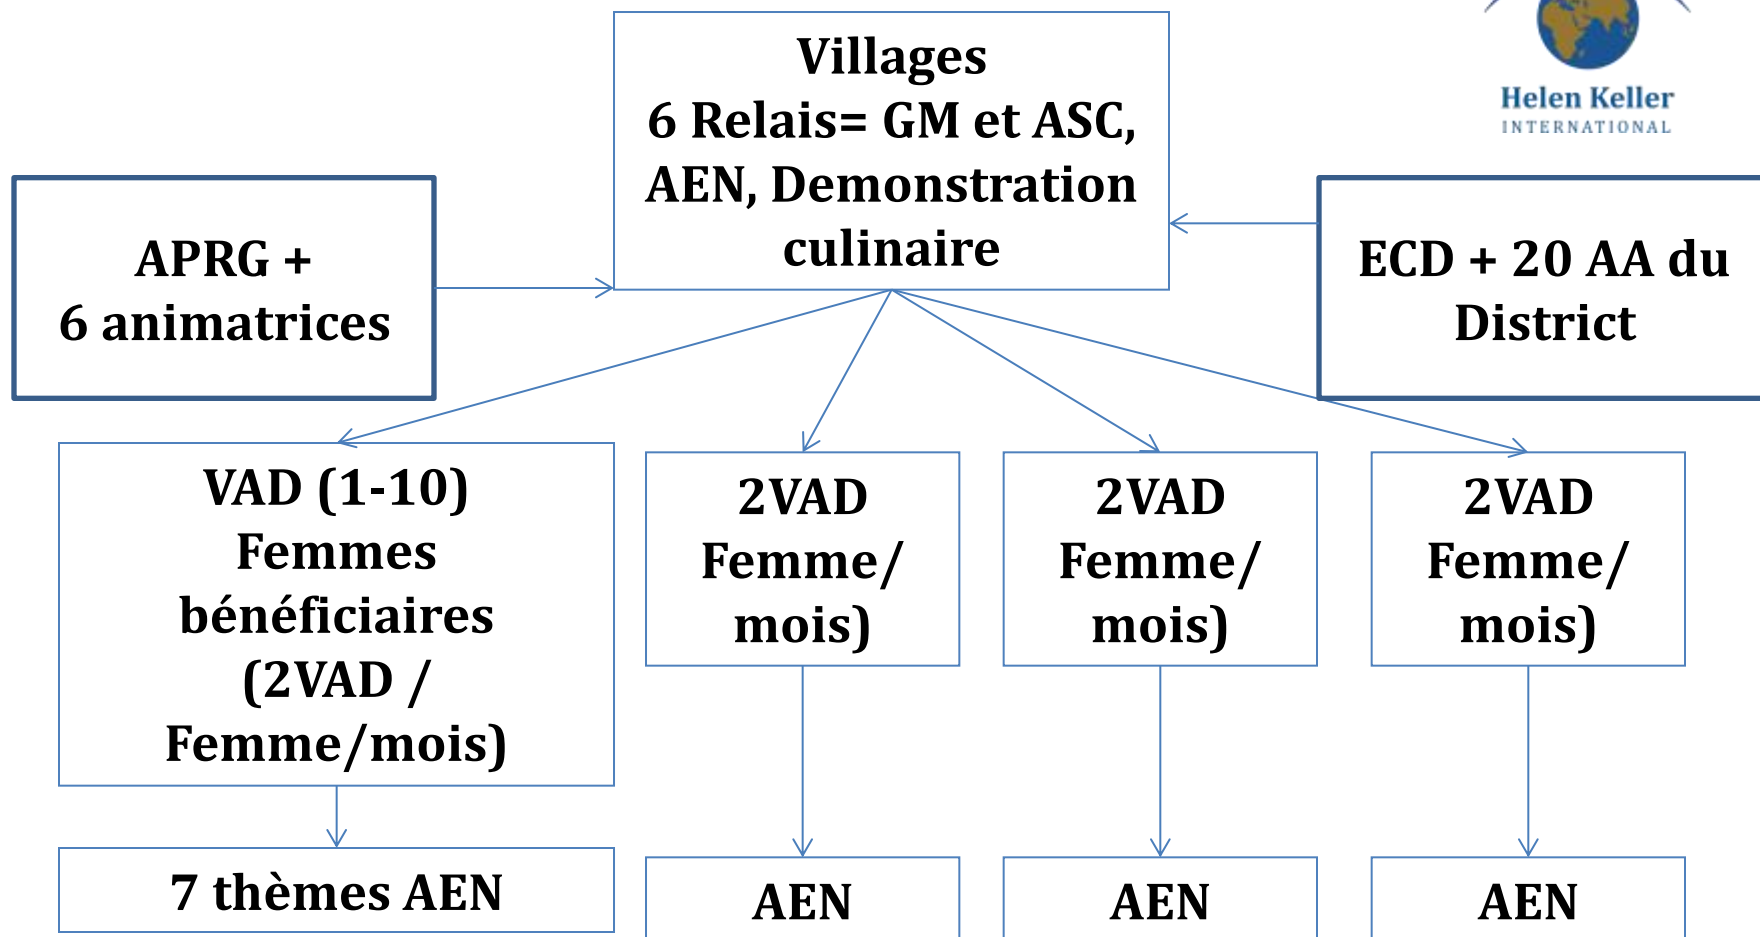 Villages
6 Relais= GM et ASC,
AEN, Demonstration
culinaire
Helen Keller
INTERNATIONAL
APRG +
6 animatrices
ECD + 20 AA du
District
VAD (1-10)
Femmes
bénéficiaires
(2VAD /
Femme/mois)
2VAD
Femme/
mois)
2VAD
Femme/
mois)
2VAD
Femme/
mois)
7 thèmes AEN
AEN
AEN
AEN